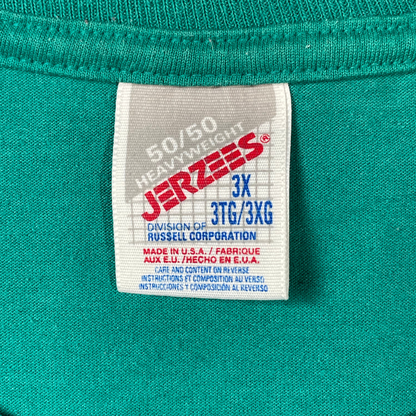 50/50
HEAVYWEIGHT
JERZEES®
3X
3TG/3XG
DIVISION OF
RUSSELL CORPORATION
MADE IN U.S.A. / FABRIQUE
AUX E.U. /HECHO EN E.U.A.
CARE AND CONTENT ON REVERSE
INSTRUCTIONS ET COMPOSITION AU VERSO
INSTRUCCIONES Y COMPOSICIÓN AL REVERSO